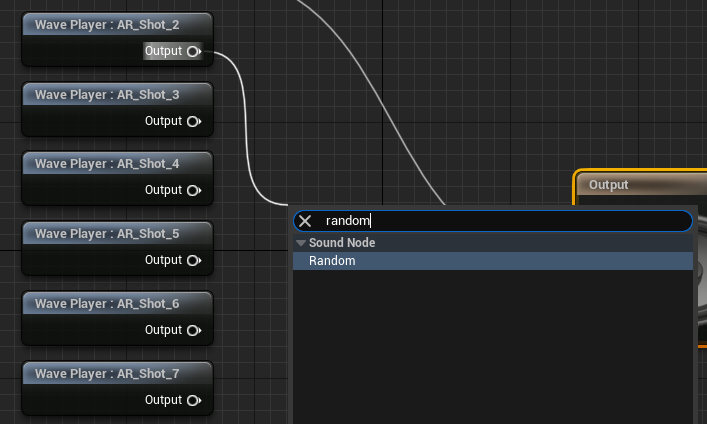 Wave Player : AR_Shot_2
Output
Wave Player : AR_Shot_3
Output
Wave Player : AR_Shot_4
Output
Wave Player : AR_Shot_5
Output
Wave Player : AR_Shot_6
Output
Wave Player : AR_Shot_7
Output
Output
random
Sound Node
Random